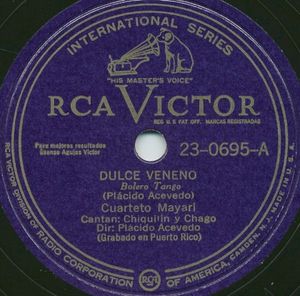 INTERNATIONAL SERIES
"HIS MASTER'S VOICE"
RCA VICTOR
REG. U.S. PAT. OFF. MARCAS REGISTRADAS
Para mejores resultados
Úsense Agujas Victor
23-0695-A
DULCE VENENO
Bolero Tango
(Plácido Acevedo)
Cuarteto Mayarí
Cantan: Chiquitín y Chago
Dir: Plácido Acevedo
(Grabado en Puerto Rico)
RCA VICTOR DIVISION OF RADIO CORPORATION OF AMERICA, CAMDEN, N.J. MADE IN U.S.A.
RCA